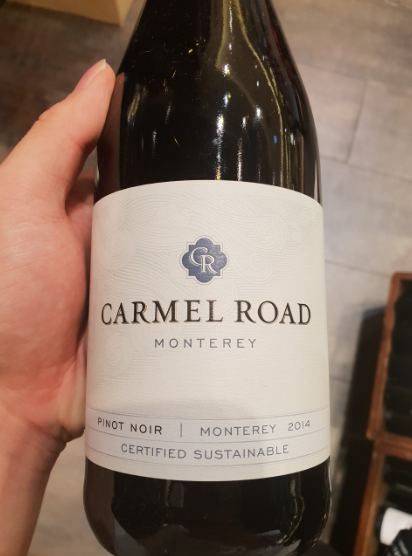 CR
CARMEL ROAD
MONTEREY
PINOT NOIR | MONTEREY 2014
CERTIFIED SUSTAINABLE